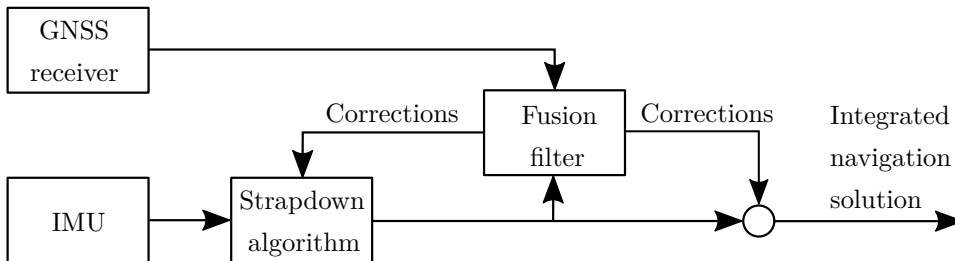 GNSS
receiver
Corrections
Fusion
filter
Corrections
Integrated
navigation
solution
IMU
Strapdown
algorithm